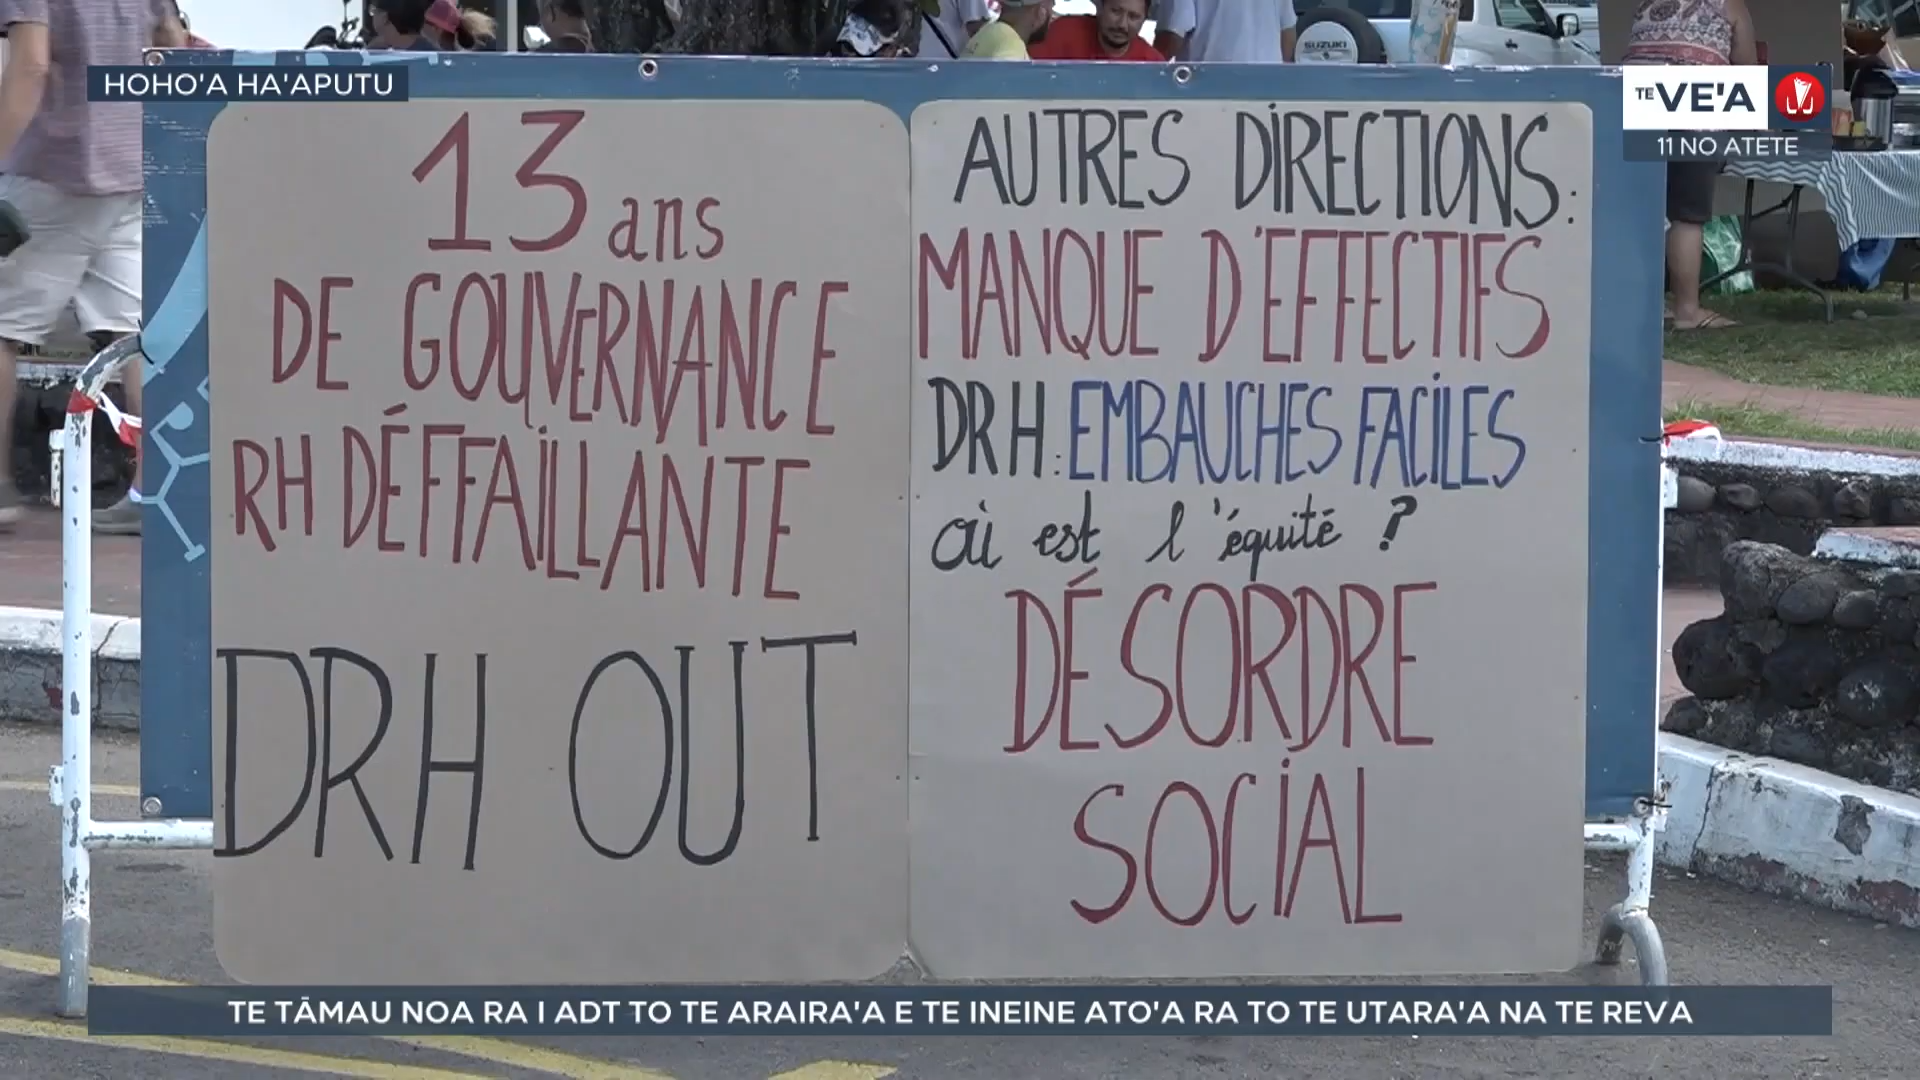 HOHO'A HA'APUTU
SUZUKI
TE VE'A
11 NO ATETE
13 ans
DE GOUVERNANCE
RH DÉFFAILLANTE
DRH OUT
AUTRES DIRECTIONS:
MANQUE D'EFFECTIFS
DRH: EMBAUCHES FACILES
où est l'équité ?
DÉSORDRE
SOCIAL
TE TĀMAU NOA RA I ADT TO TE ARAIRA'A E TE INEINE ATO'A RA TO TE UTARA'A NA TE REVA